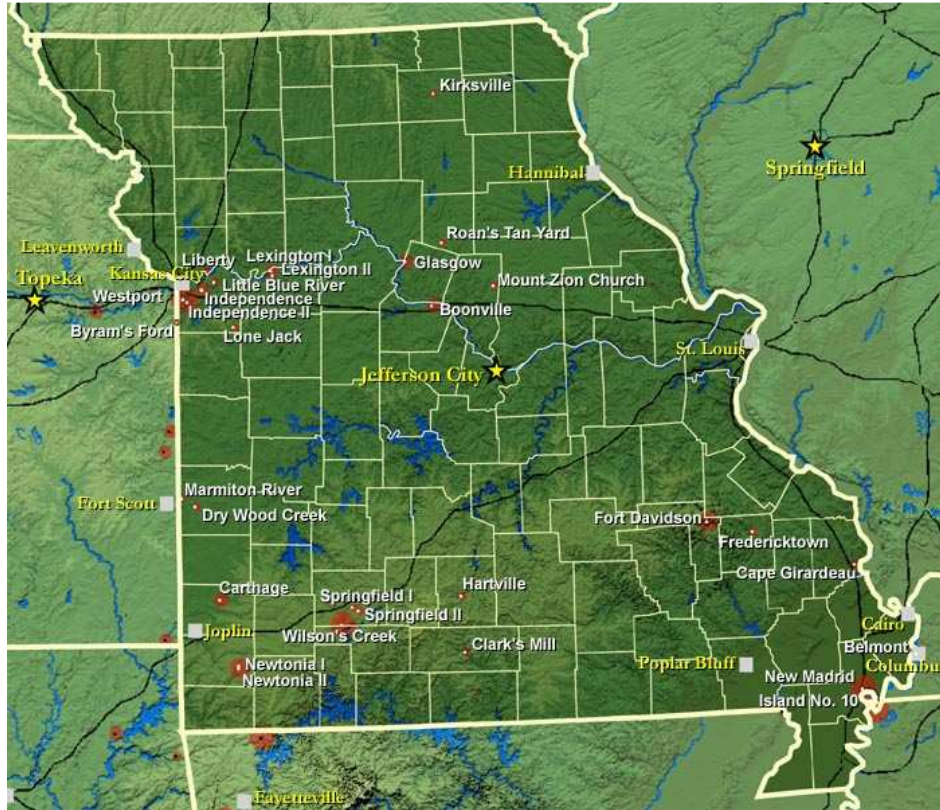 Kirksville
Hannibal
Springfield
Roan's Tan Yard
Leavenworth
Liberty
Lexington I
Glasgow
Lexington II
Kansas City
Topeka
Little Blue River
Mount Zion Church
Westport
Independence I
Independence II
Boonville
Byram's Ford
Lone Jack
St. Louis
Jefferson City
Marmiton River
Fort Scott
Dry Wood Creek
Fort Davidson
Fredericktown
Cape Girardeau
Carthage
Hartville
Springfield I
Springfield II
Cairo
Joplin
Wilson's Creek
Clark's Mill
Belmont
Newtonia I
Poplar Bluff
Columbu
Newtonia II
New Madrid
Island No. 10
Fayetteville